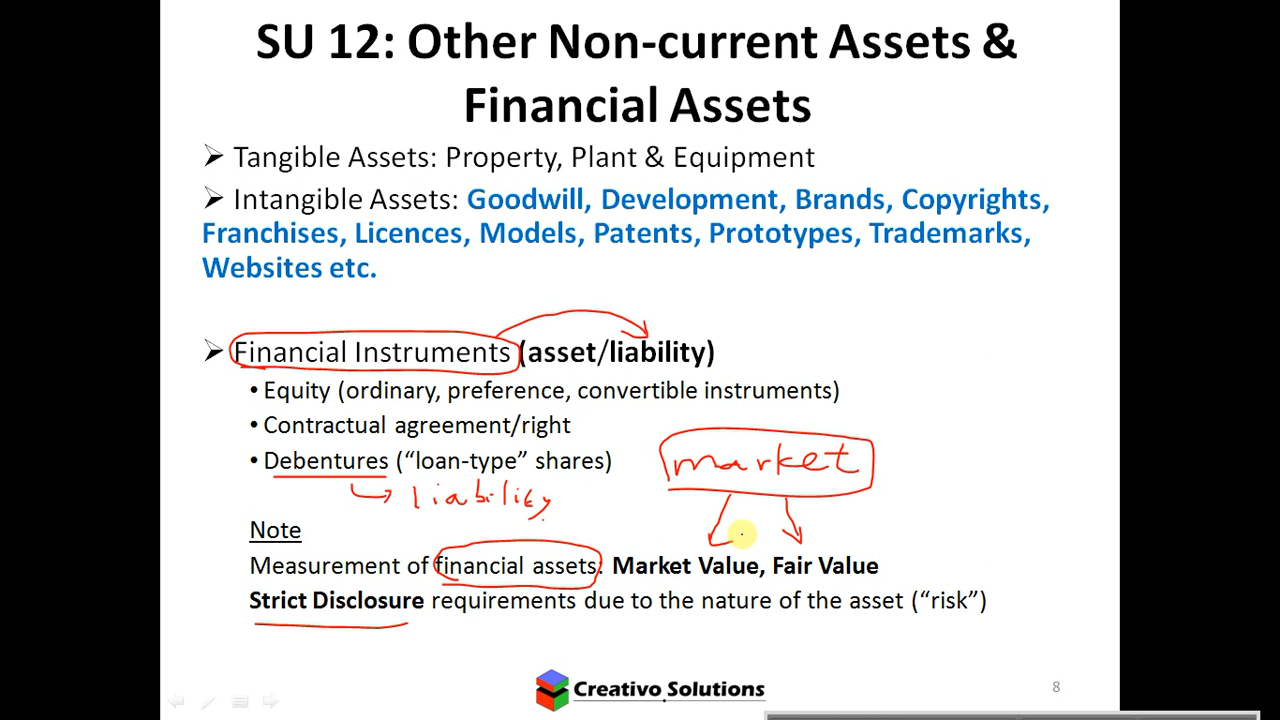 SU 12: Other Non-current Assets &
Financial Assets
➢ Tangible Assets: Property, Plant & Equipment
➢ Intangible Assets: Goodwill, Development, Brands, Copyrights,
Franchises, Licences, Models, Patents, Prototypes, Trademarks,
Websites etc.
➢ Financial Instruments (asset/liability)
• Equity (ordinary, preference, convertible instruments)
• Contractual agreement/right
• Debentures (“loan-type” shares)
market
liability
Note
Measurement of financial assets: Market Value, Fair Value
Strict Disclosure requirements due to the nature of the asset (“risk”)
Creativo Solutions
8